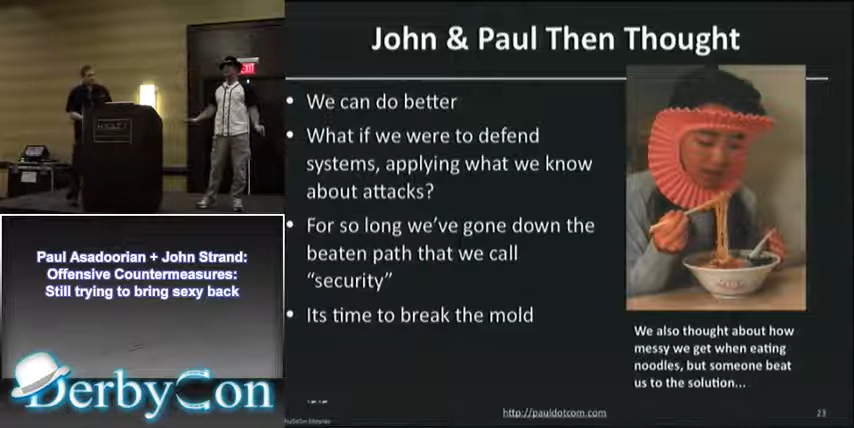 John & Paul Then Thought
• We can do better
• What if we were to defend
systems, applying what we know
about attacks?
• For so long we've gone down the
beaten path that we call
"security"
• Its time to break the mold
We also thought about how
messy we get when eating
noodles, but someone beat
us to the solution...
http://pauldotcom.com
23
EXIT
HYATT
Paul Asadoorian + John Strand:
Offensive Countermeasures:
Still trying to bring sexy back
DerbyCon